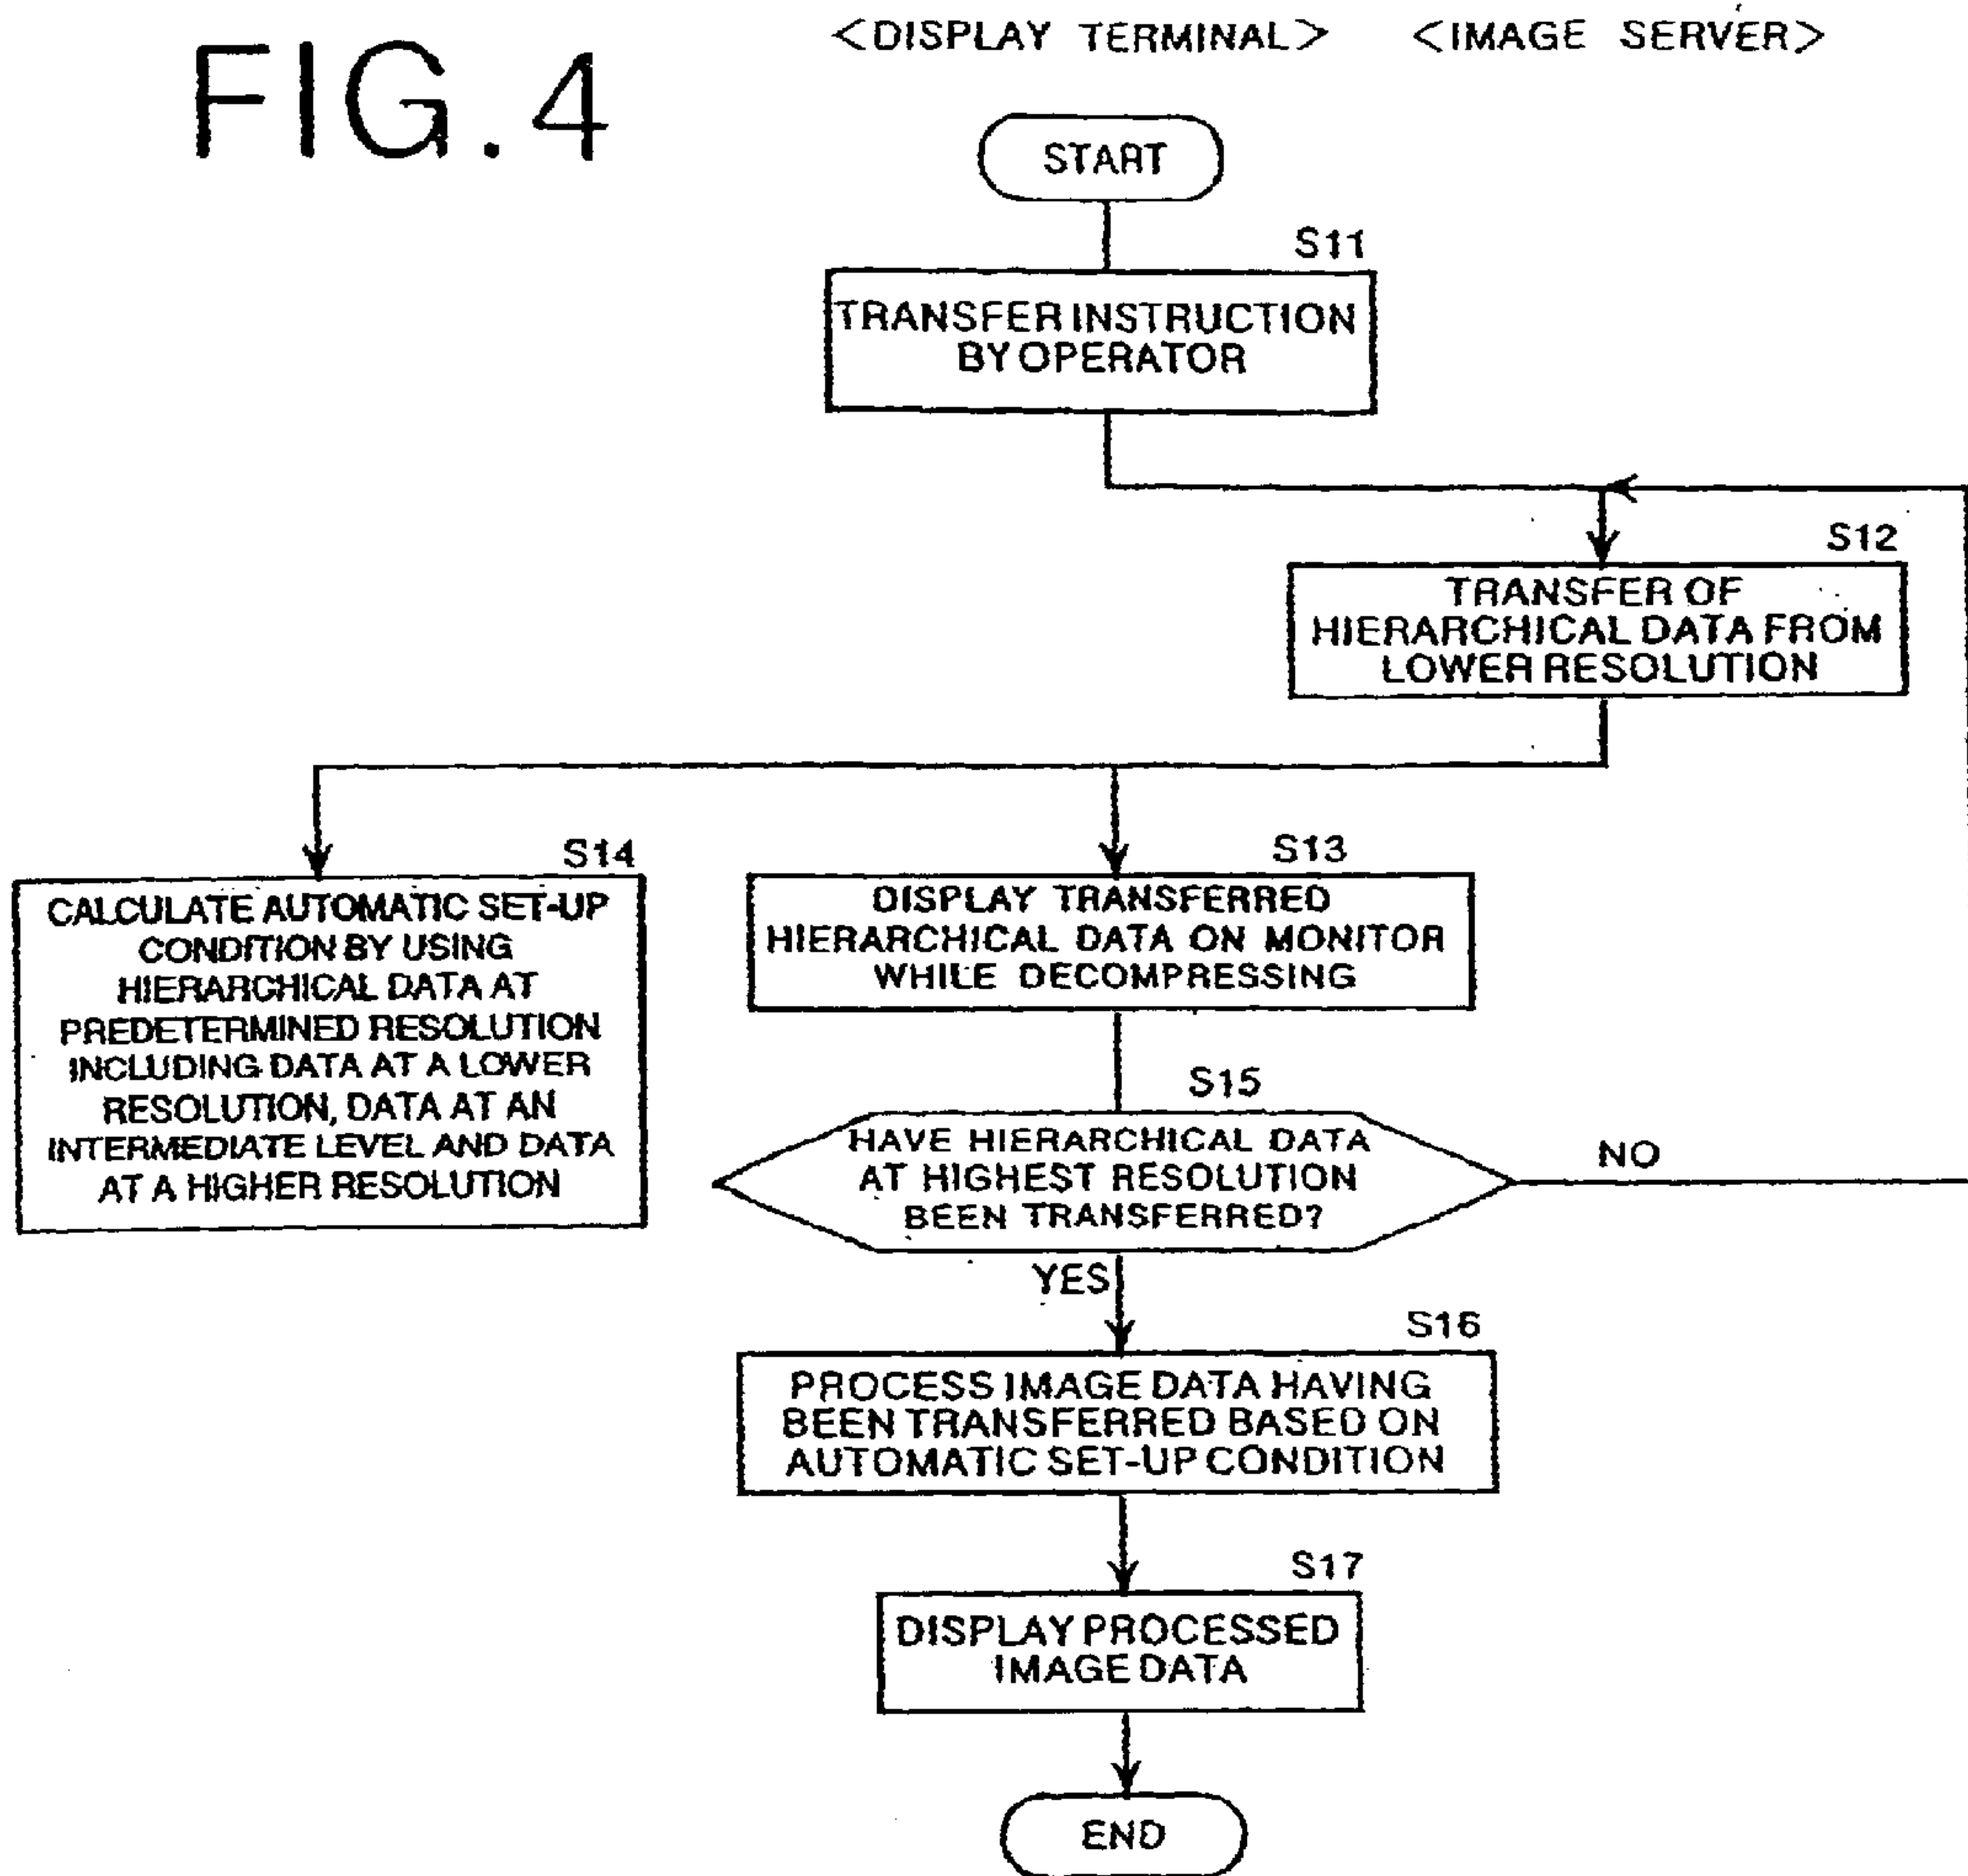 FIG.4
<DISPLAY TERMINAL> <IMAGE SERVER>
START
S11
TRANSFER INSTRUCTION
BY OPERATOR
S12
TRANSFER OF
HIERARCHICAL DATA FROM
LOWER RESOLUTION
S14
CALCULATE AUTOMATIC SET-UP
CONDITION BY USING
HIERARCHICAL DATA AT
PREDETERMINED RESOLUTION
INCLUDING DATA AT A LOWER
RESOLUTION, DATA AT AN
INTERMEDIATE LEVEL AND DATA
AT A HIGHER RESOLUTION
S13
DISPLAY TRANSFERRED
HIERARCHICAL DATA ON MONITOR
WHILE DECOMPRESSING
S15
HAVE HIERARCHICAL DATA
AT HIGHEST RESOLUTION
BEEN TRANSFERRED?
NO
YES
S16
PROCESS IMAGE DATA HAVING
BEEN TRANSFERRED BASED ON
AUTOMATIC SET-UP CONDITION
S17
DISPLAY PROCESSED
IMAGE DATA
END